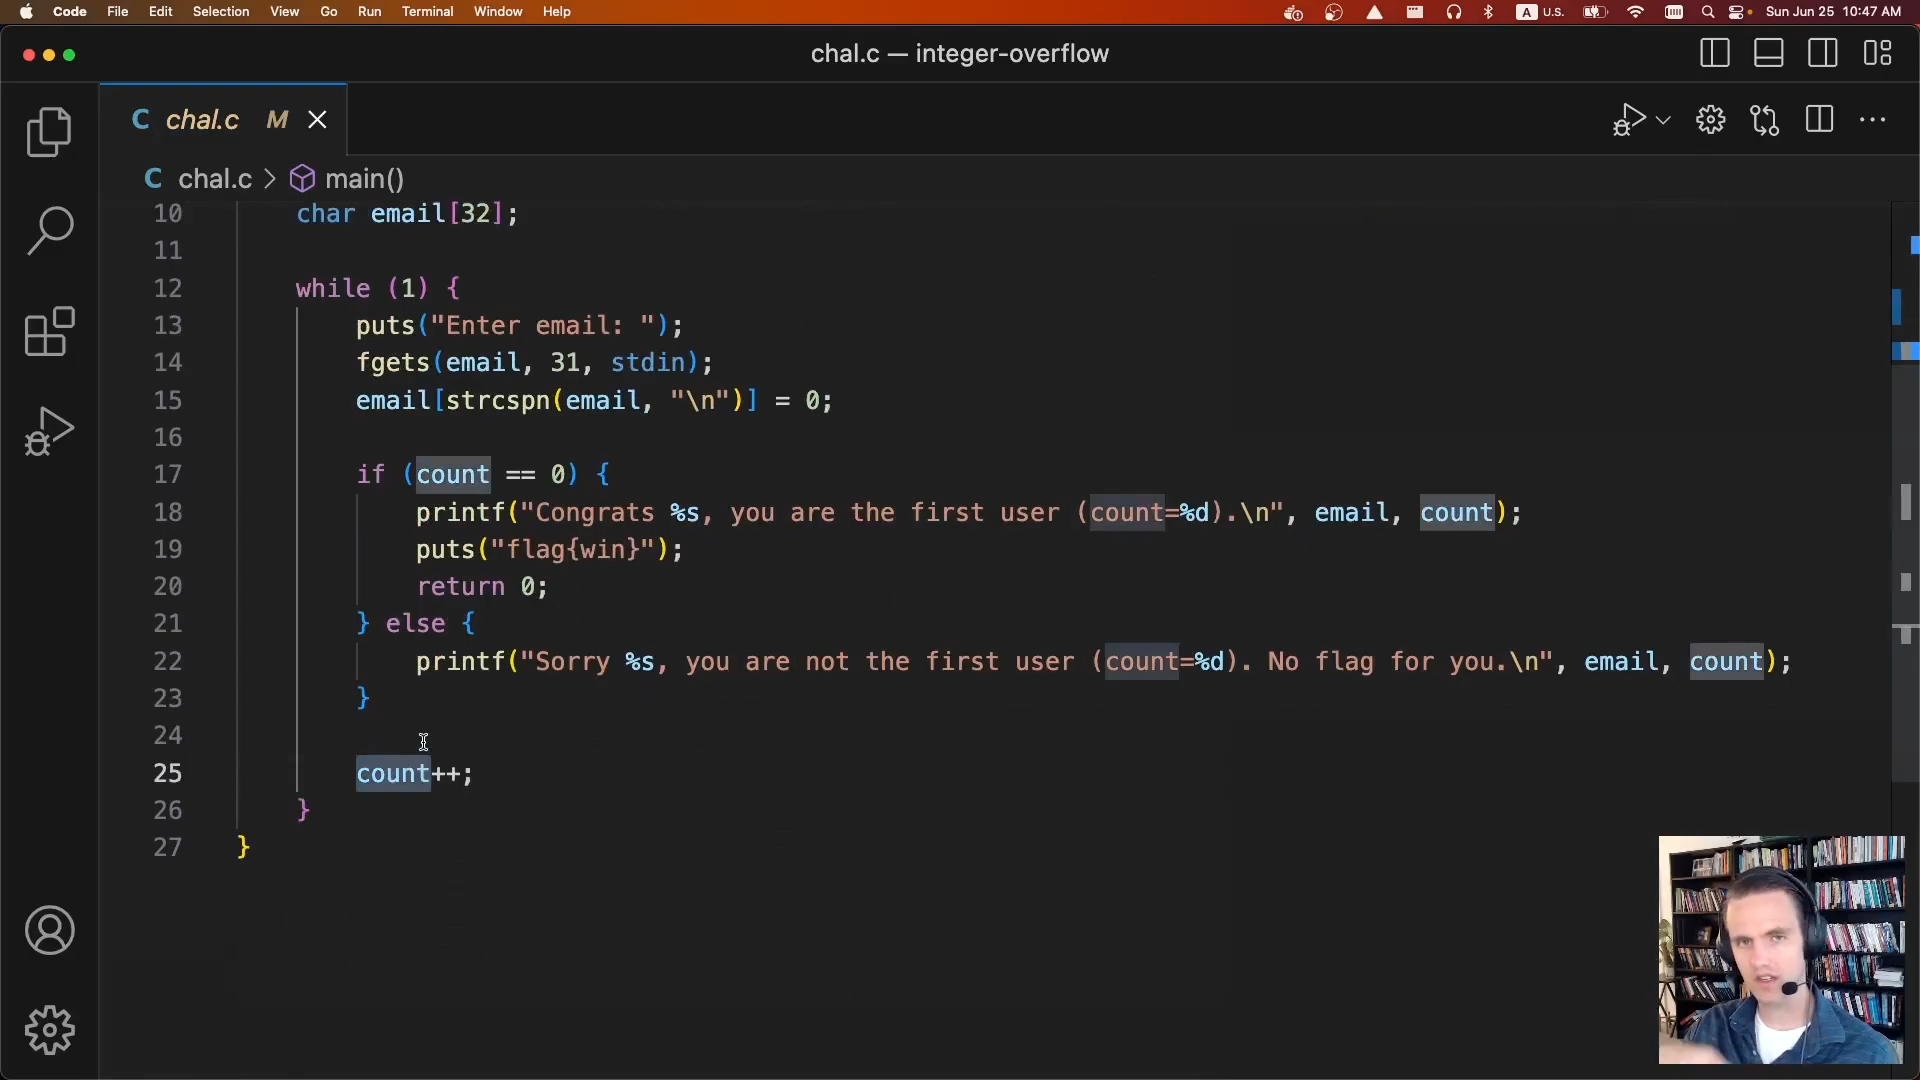 Code File Edit Selection View Go Run Terminal Window Help A U.S. Sun Jun 25 10:47 AM
chal.c — integer-overflow
C chal.c M
C chal.c > main()
10 char email[32];
11
12 while (1) {
13 puts("Enter email: ");
14 fgets(email, 31, stdin);
15 email[strcspn(email, "\n")] = 0;
16
17 if (count == 0) {
18 printf("Congrats %s, you are the first user (count=%d).\n", email, count);
19 puts("flag{win}");
20 return 0;
21 } else {
22 printf("Sorry %s, you are not the first user (count=%d). No flag for you.\n", email, count);
23 }
24
25 count++;
26 }
27 }